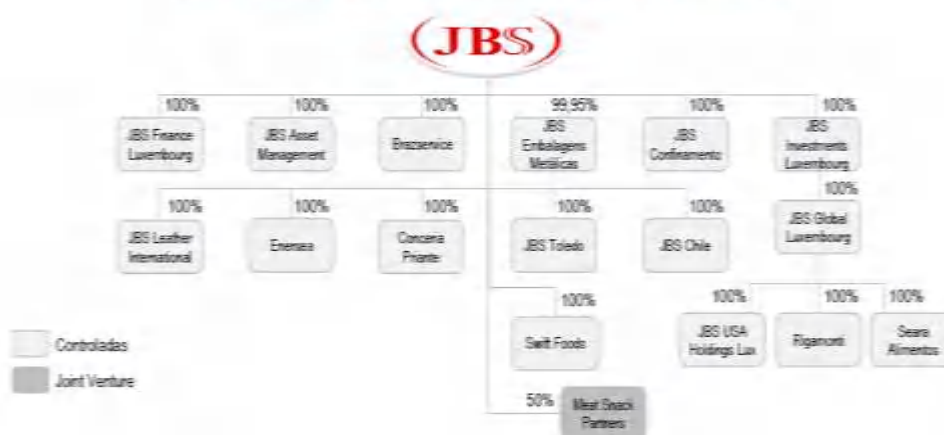 (JBS)
100%
100%
100%
99,95%
100%
100%
JBS Finance
Luxembourg
JBS Asset
Management
Brazservice
JBS
Embalagens
Metálicas
JBS
Confinamento
JBS
Investments
Luxembourg
100%
100%
100%
100%
100%
100%
JBS Leather
International
Enersea
Conceria
Priante
JBS Toledo
JBS Chile
JBS Global
Luxembourg
100%
100%
100%
100%
Swift Foods
JBS USA
Holdings Lux
Rigamonti
Seara
Alimentos
Controladas
Joint Venture
50%
Meat Snack
Partners